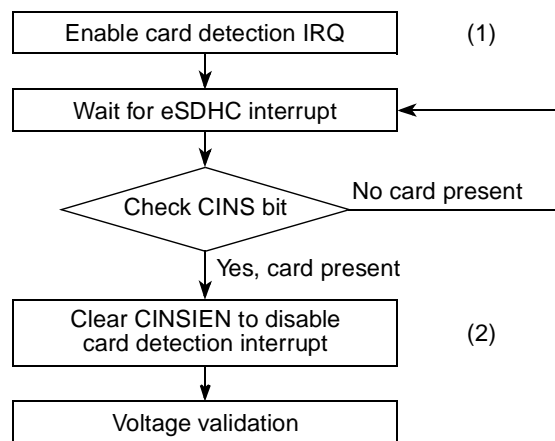 Enable card detection IRQ (1)
Wait for eSDHC interrupt
No card present
Check CINS bit
Yes, card present
Clear CINSIEN to disable
card detection interrupt
(2)
Voltage validation